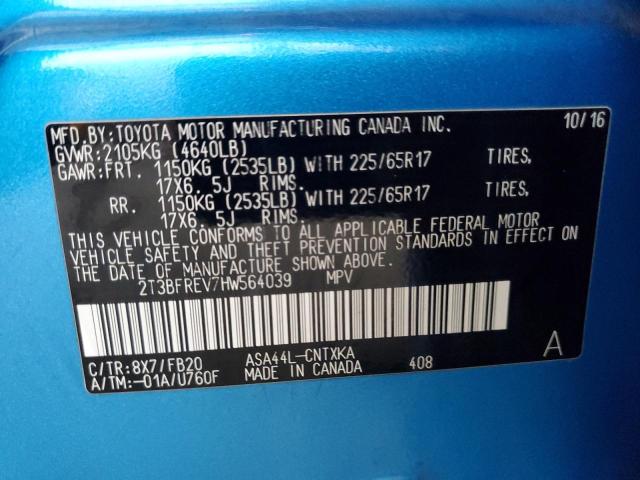 MFD.BY:TOYOTA MOTOR MANUFACTURING CANADA INC. 10/16
GVWR:2105KG (4640LB)
GAWR:FRT. 1150KG (2535LB) WITH 225/65R17 TIRES,
17X6.5J RIMS.
RR. 1150KG (2535LB) WITH 225/65R17 TIRES,
17X6.5J RIMS.
THIS VEHICLE CONFORMS TO ALL APPLICABLE FEDERAL MOTOR
VEHICLE SAFETY AND THEFT PREVENTION STANDARDS IN EFFECT ON
THE DATE OF MANUFACTURE SHOWN ABOVE.
2T3BFREV7HW564039 MPV
C/TR:8X7/FB20 ASA44L-CNTXKA A
A/TM:-01A/U760F MADE IN CANADA 408